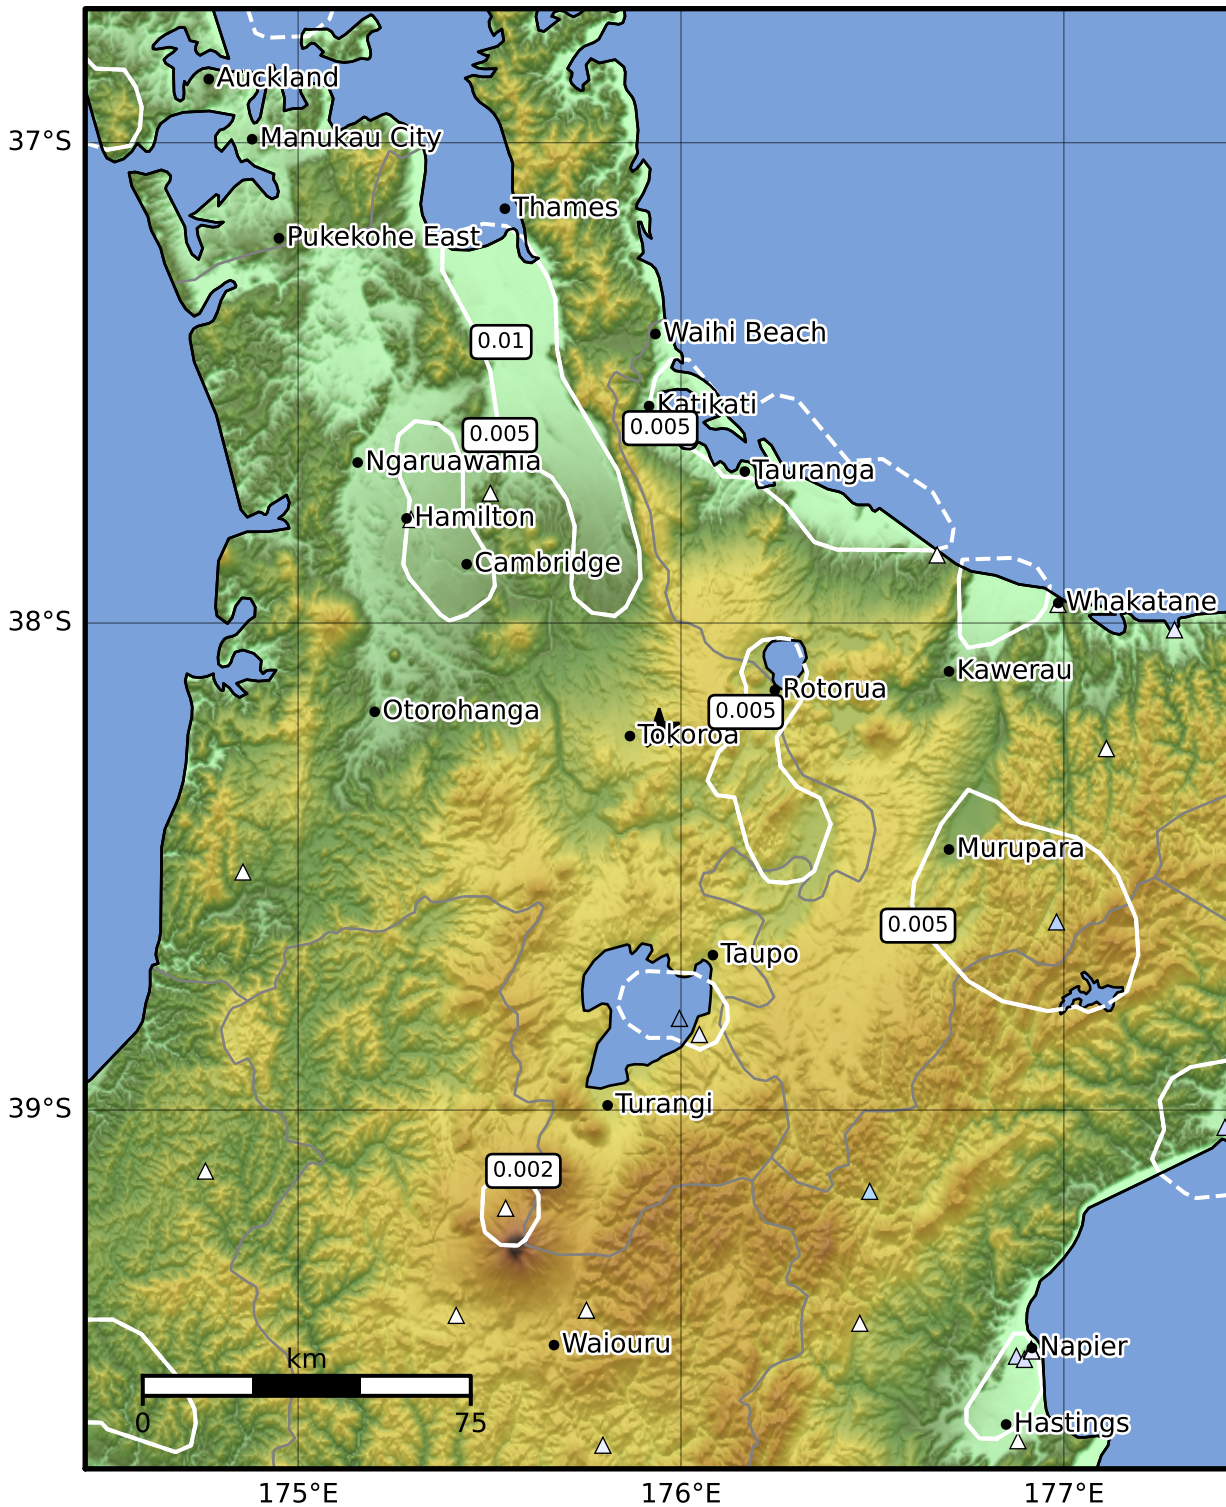 Auckland
Manukau City
37°S
Thames
Pukekohe East
Waihi Beach
0.01
Katikati
0.005
0.005
Ngaruawahia
Tauranga
Hamilton
Cambridge
Whakatane
38°S
Kawerau
Rotorua
Otorohanga
0.005
Tokoroa
Murupara
0.005
Taupo
Turangi
39°S
0.002
Waiouru
Napier
km
0
75
Hastings
175°E
176°E
177°E